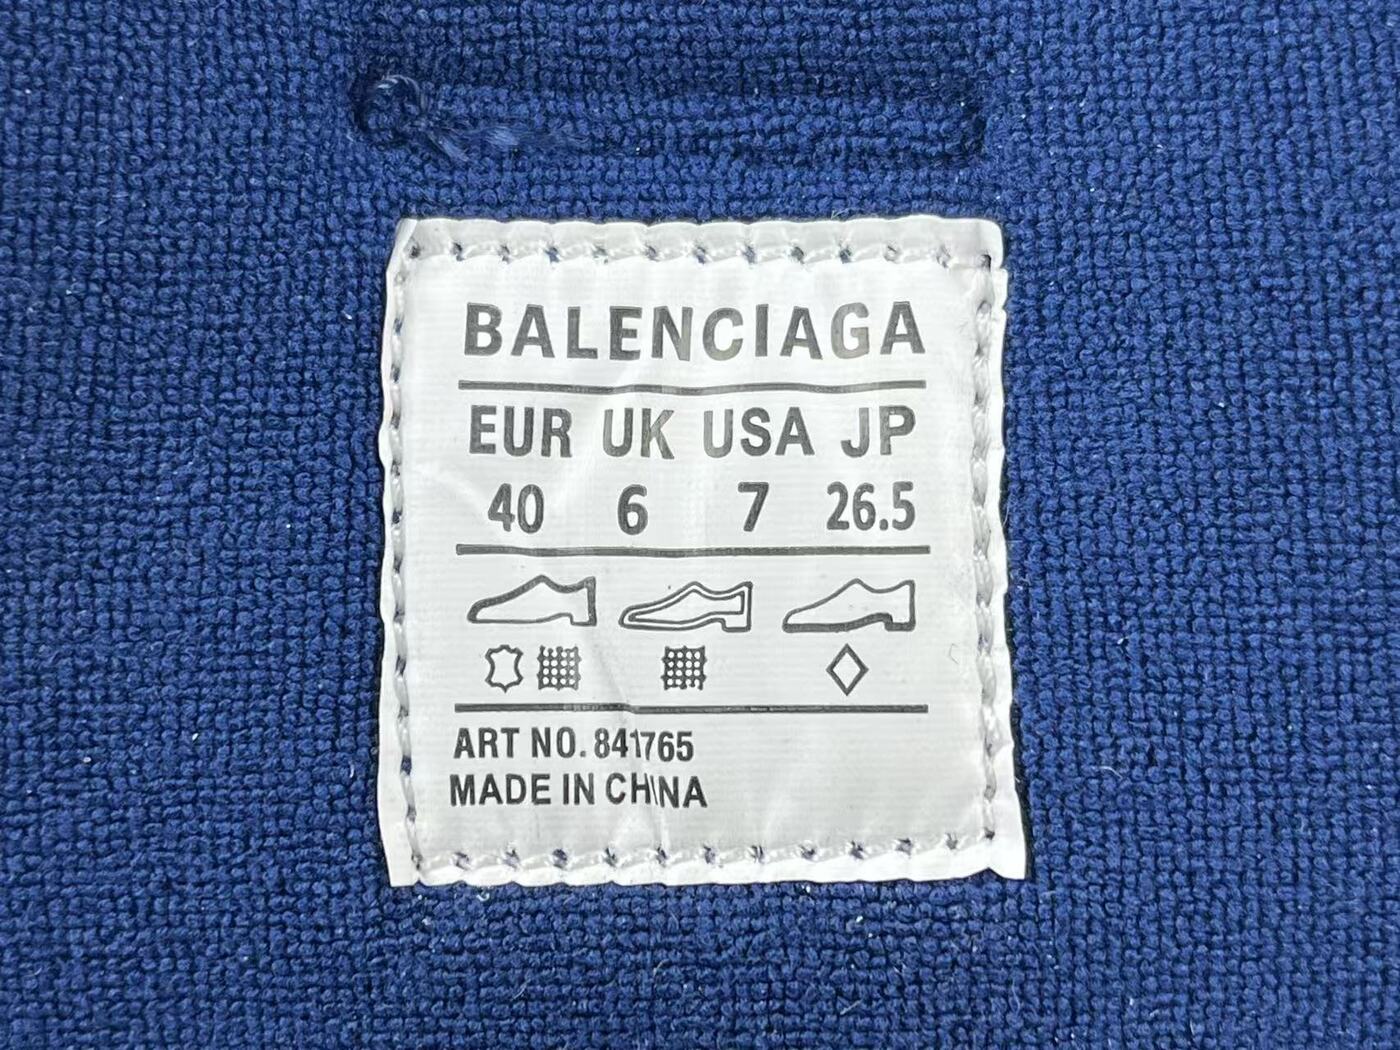 BALENCIAGA
EUR UK USA JP
40 6 7 26.5
ART NO. 841765
MADE IN CHINA